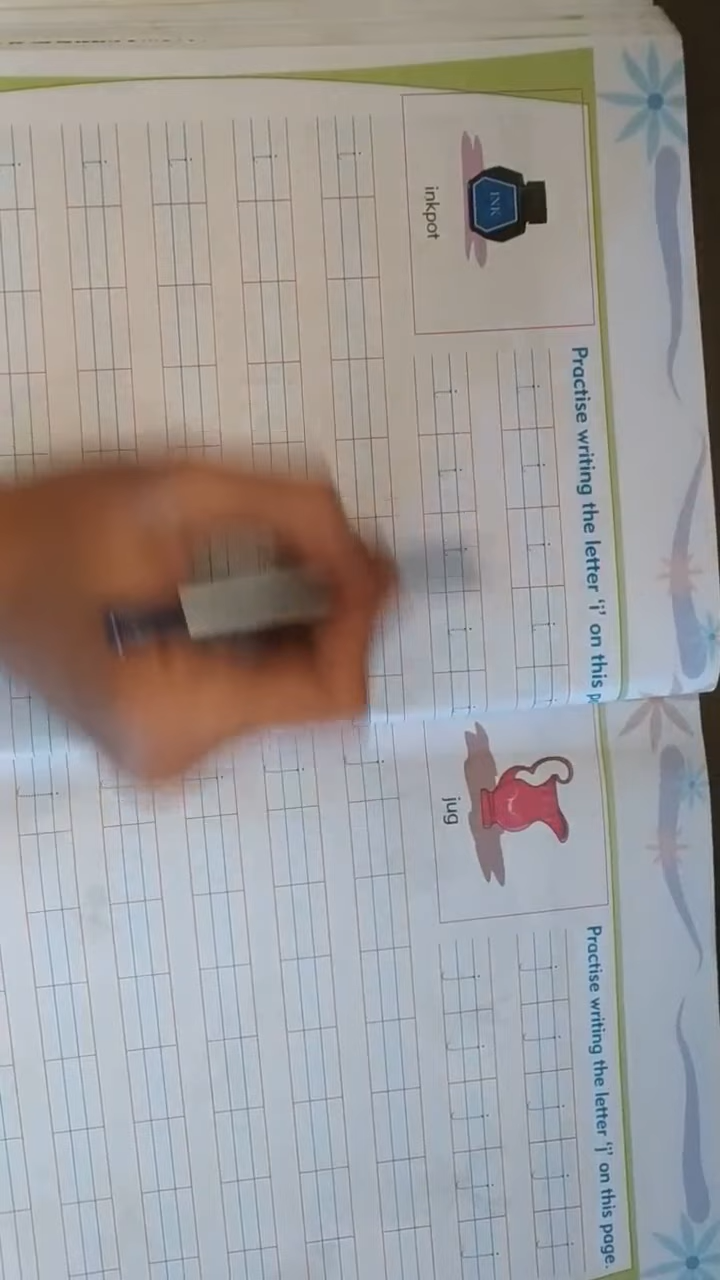 Practise writing the letter 'i' on this
INK
inkpot
i i i i i
i i i i i
i
i
i
i
i
Practise writing the letter 'j' on this page.
jug
j j j j j
j j j j j
j
j
j
j
j